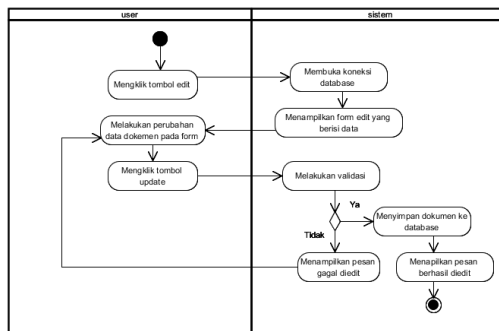 user
sistem
Mengklik tombol edit
Membuka koneksi
database
Menampilkan form edit yang
berisi data
Melakukan perubahan
data dokemen pada form
Mengklik tombol
update
Melakukan validasi
Ya
Tidak
Menyimpan dokumen ke
database
Menampilkan pesan
gagal diedit
Menapilkan pesan
berhasil diedit